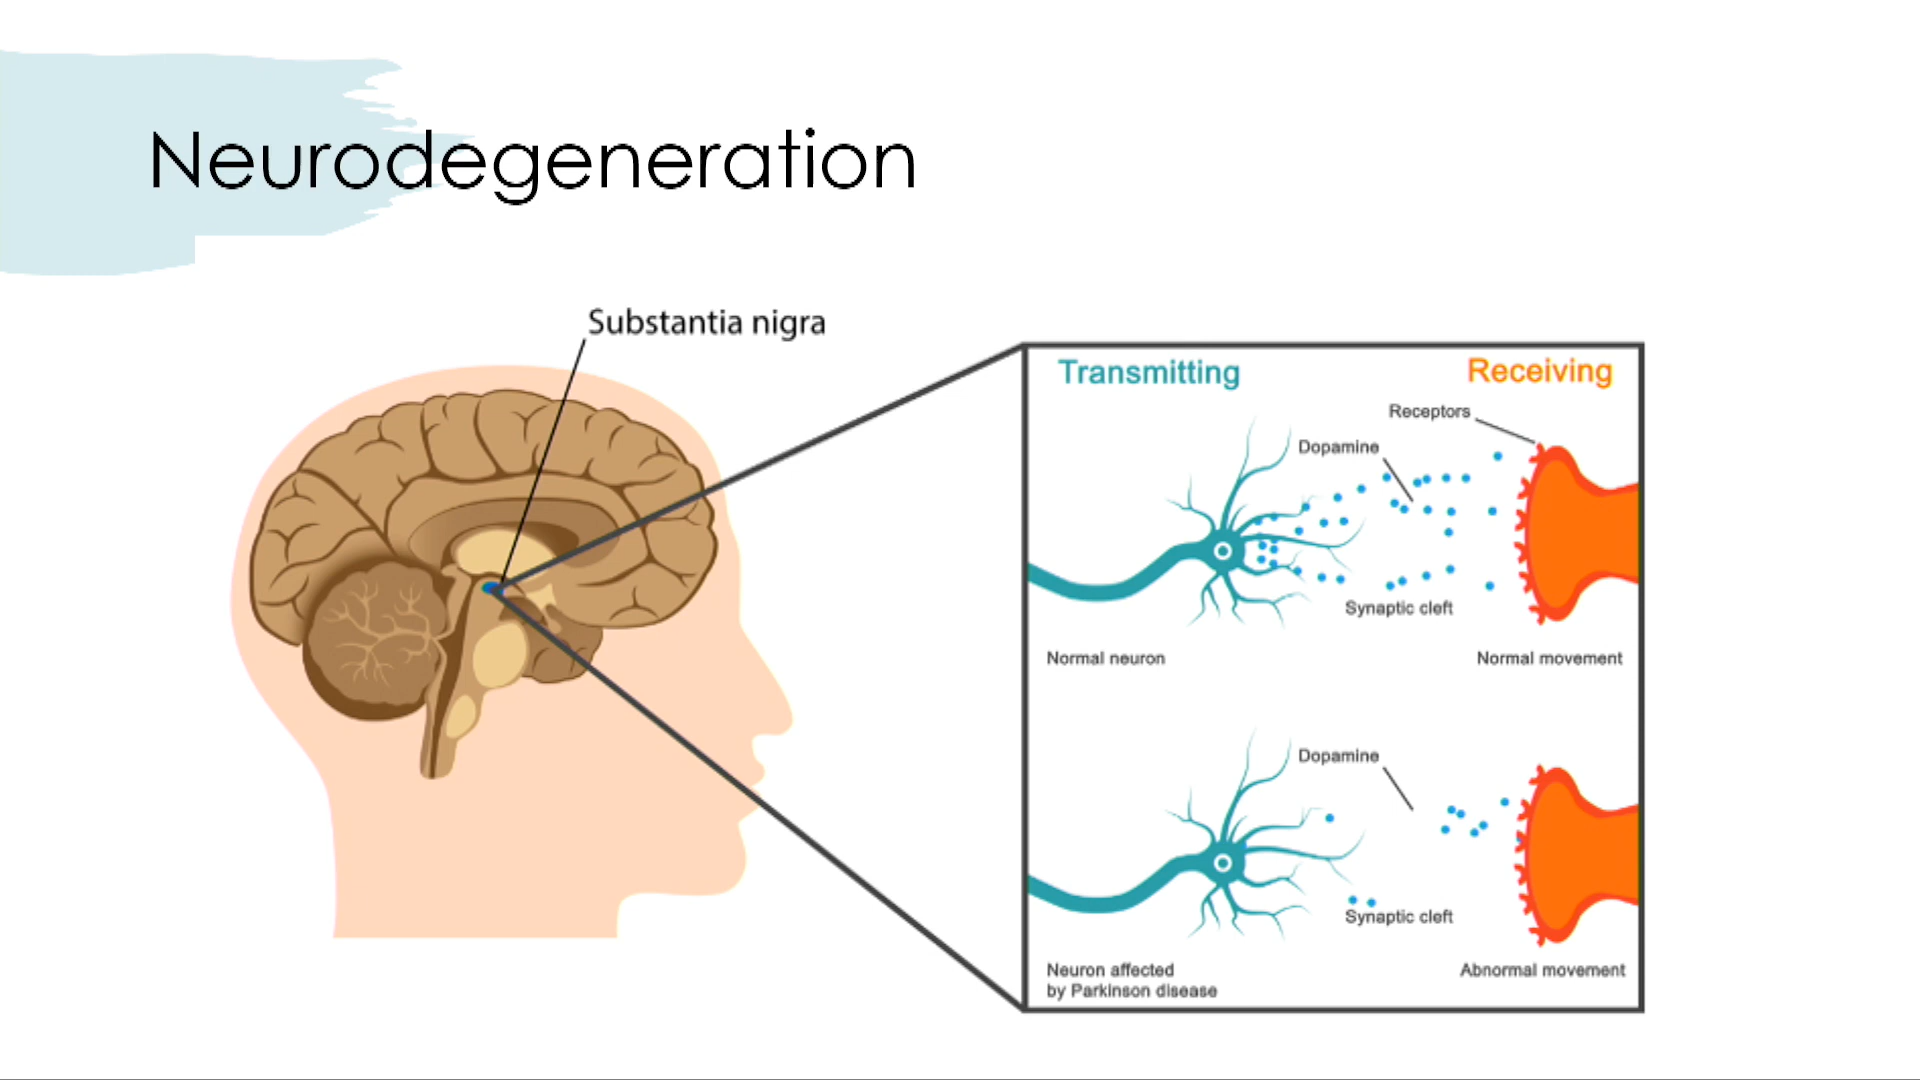 Neurodegeneration
Substantia nigra
Transmitting
Receiving
Receptors
Dopamine
Synaptic cleft
Normal neuron
Normal movement
Dopamine
Synaptic cleft
Neuron affected
by Parkinson disease
Abnormal movement